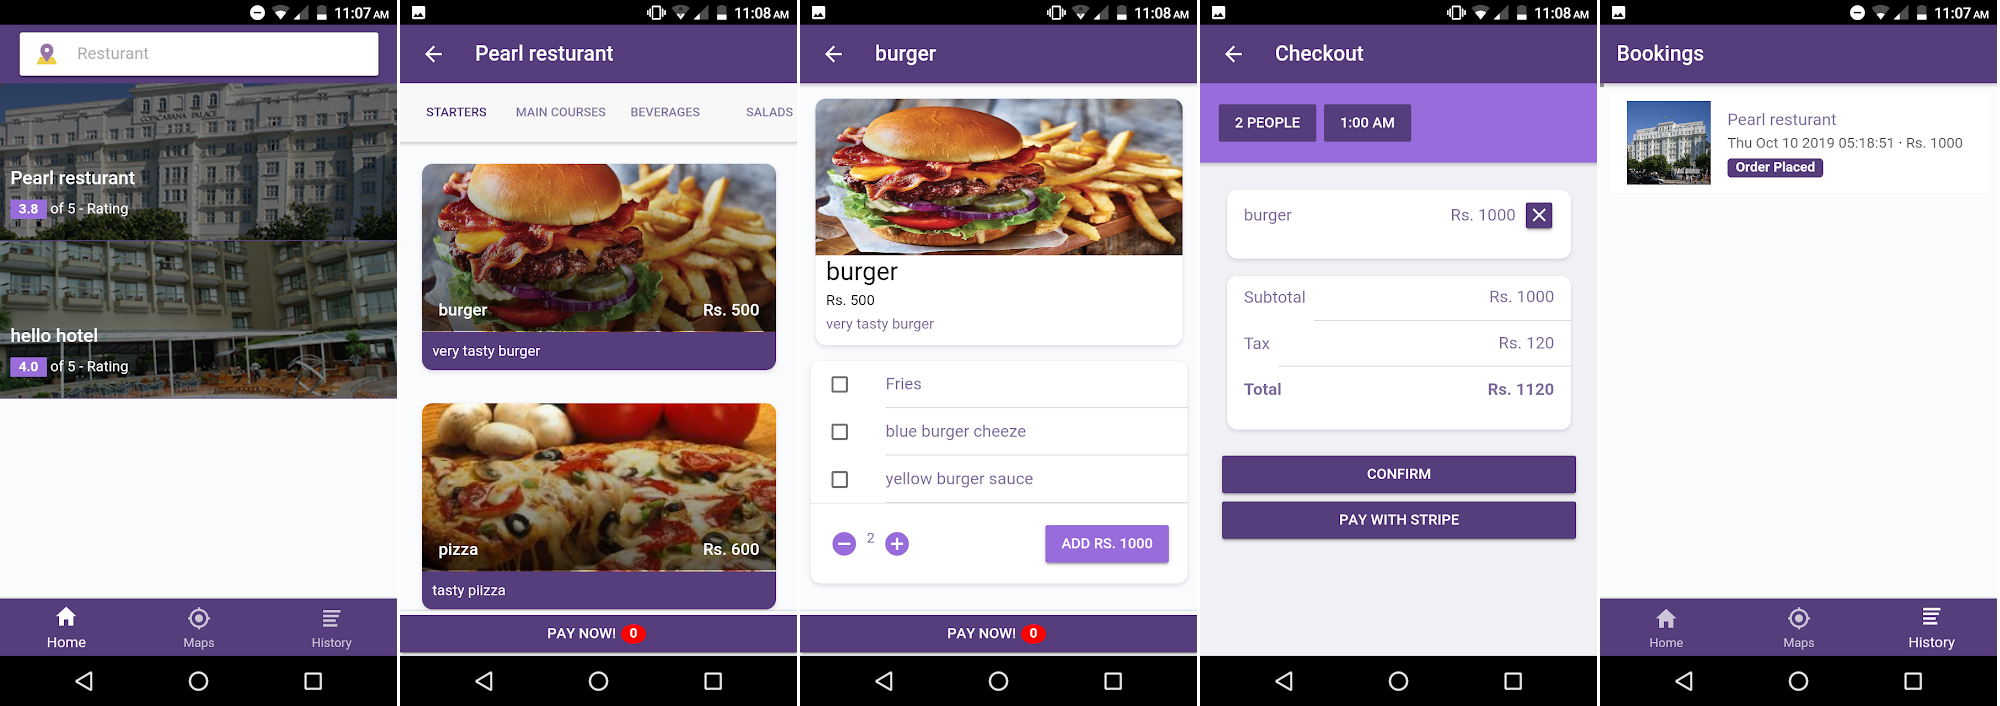 11:07 AM
Resturant
COPACABANA PALACE
Pearl resturant
3.8 of 5 - Rating
hello hotel
4.0 of 5 - Rating
Home
Maps
History
11:08 AM
Pearl resturant
STARTERS
MAIN COURSES
BEVERAGES
SALADS
burger
Rs. 500
very tasty burger
pizza
Rs. 600
tasty plizza
PAY NOW! 0
11:08 AM
burger
burger
Rs. 500
very tasty burger
Fries
blue burger cheeze
yellow burger sauce
2
ADD RS. 1000
PAY NOW! 0
11:08 AM
Checkout
2 PEOPLE
1:00 AM
burger
Rs. 1000
Subtotal
Rs. 1000
Tax
Rs. 120
Total
Rs. 1120
CONFIRM
PAY WITH STRIPE
11:07 AM
Bookings
Pearl resturant
Thu Oct 10 2019 05:18:51 · Rs. 1000
Order Placed
Home
Maps
History